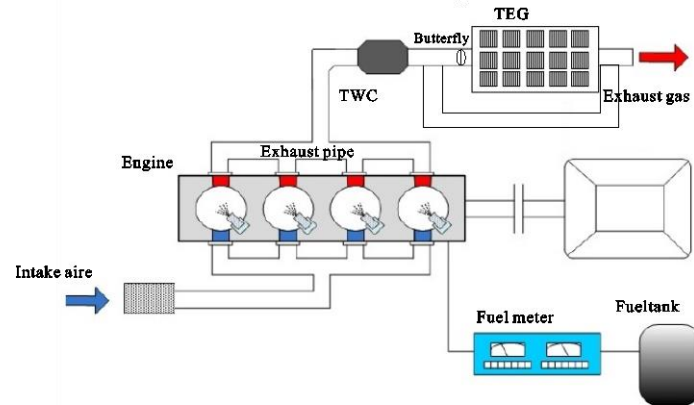 TEG
Butterfly
TWC
Exhaust gas
Exhaust pipe
Engine
Intake aire
Fuel meter
Fueltank